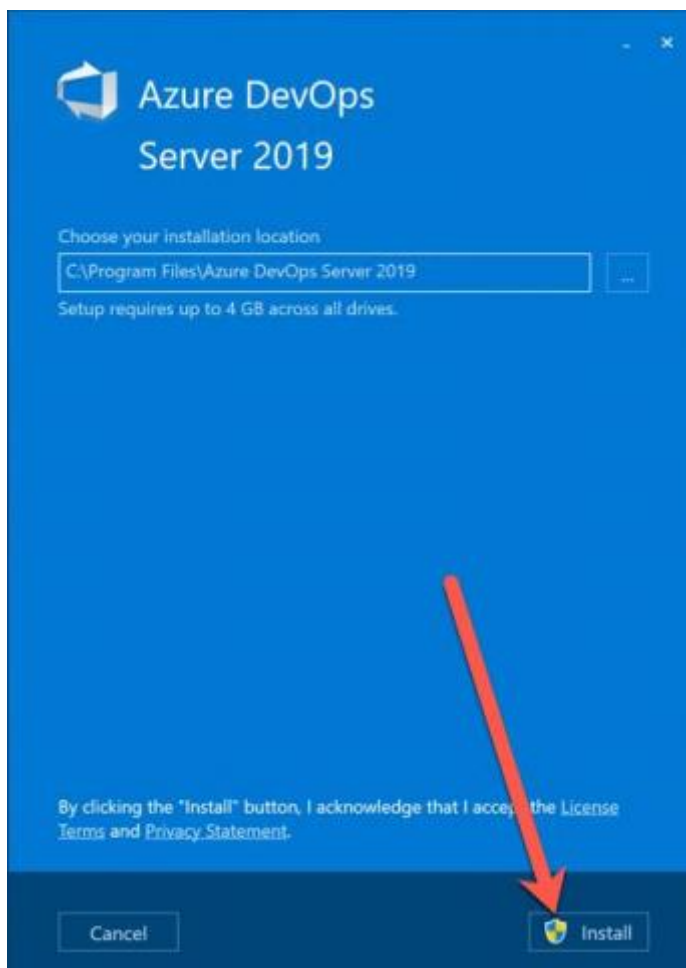 Azure DevOps
Server 2019
Choose your installation location
C:\Program Files\Azure DevOps Server 2019
...
Setup requires up to 4 GB across all drives.
By clicking the "Install" button, I acknowledge that I accept the License
Terms and Privacy Statement.
Cancel
Install